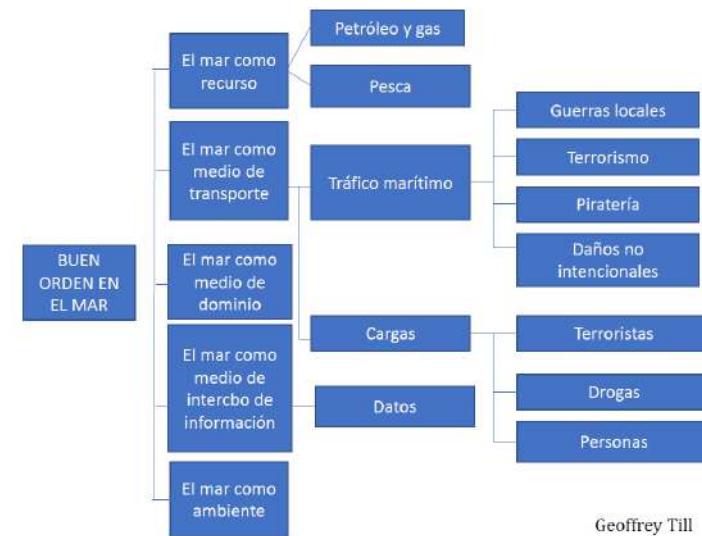 BUEN
ORDEN EN
EL MAR
El mar como
recurso
Petróleo y gas
Pesca
El mar como
medio de
transporte
Tráfico marítimo
Guerras locales
Terrorismo
Piratería
Daños no
intencionales
Cargas
Terroristas
Drogas
Personas
El mar como
medio de
dominio
El mar como
medio de
intercbo de
información
Datos
El mar como
ambiente
Geoffrey Till